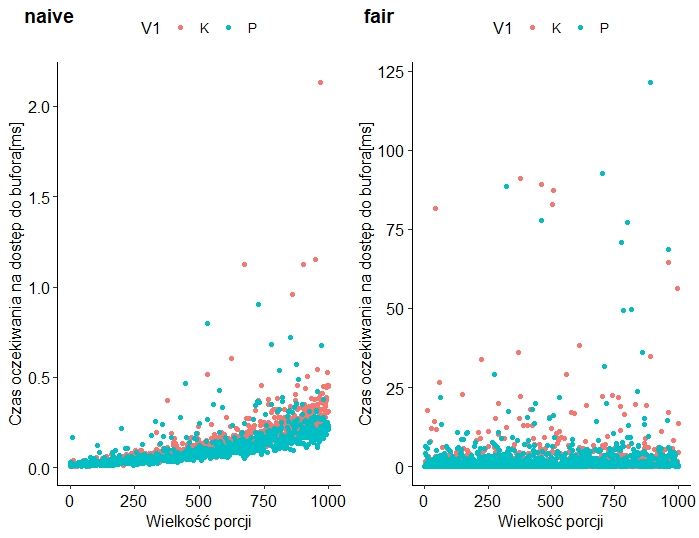 naive
V1 K P
Czas oczekiwania na dostęp do bufora[ms]
2.0
1.5
1.0
0.5
0.0
0 250 500 750 1000
Wielkość porcji
fair
V1 K P
Czas oczekiwania na dostęp do bufora[ms]
125
100
75
50
25
0
0 250 500 750 1000
Wielkość porcji